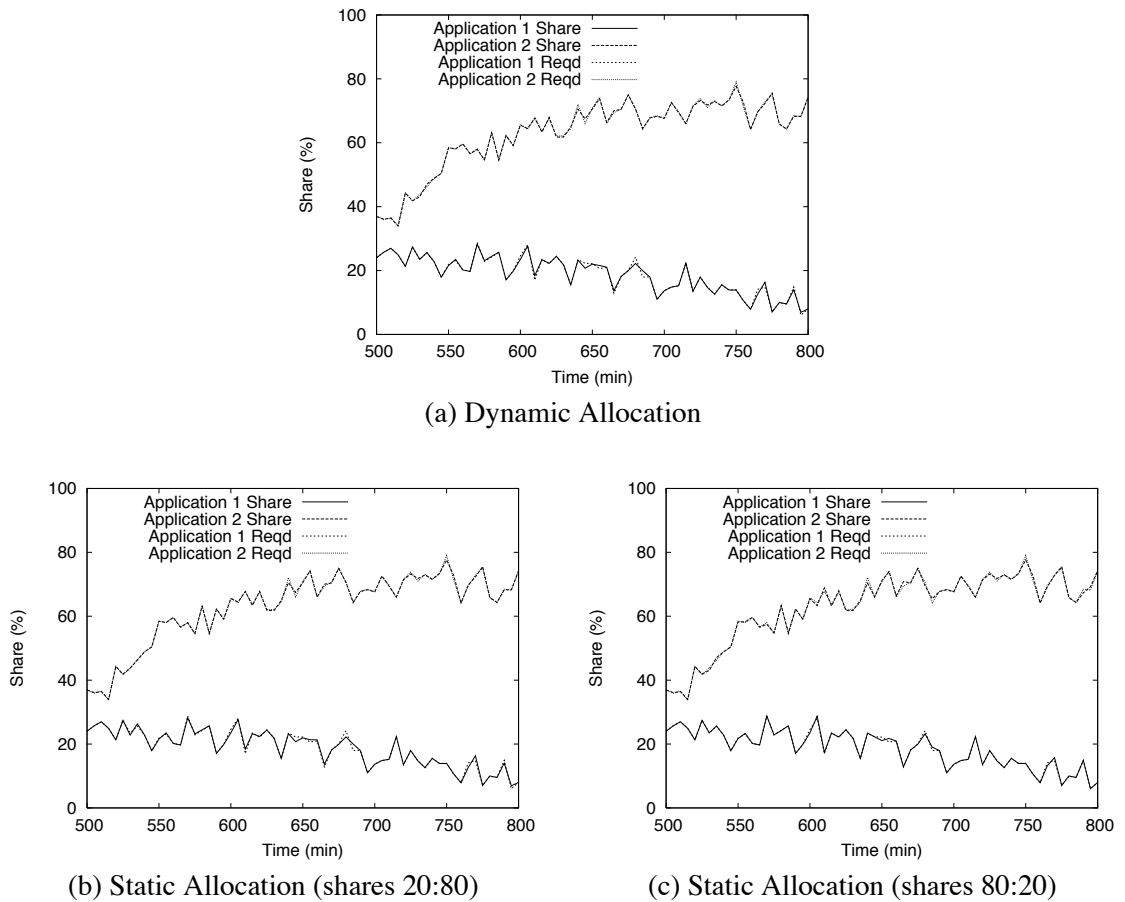 100
80
60
40
20
0
Share (%)
Application 1 Share
Application 2 Share
Application 1 Reqd
Application 2 Reqd
500 550 600 650 700 750 800
Time (min)
(a) Dynamic Allocation
100
80
60
40
20
0
Share (%)
Application 1 Share
Application 2 Share
Application 1 Reqd
Application 2 Reqd
500 550 600 650 700 750 800
Time (min)
(b) Static Allocation (shares 20:80)
100
80
60
40
20
0
Share (%)
Application 1 Share
Application 2 Share
Application 1 Reqd
Application 2 Reqd
500 550 600 650 700 750 800
Time (min)
(c) Static Allocation (shares 80:20)